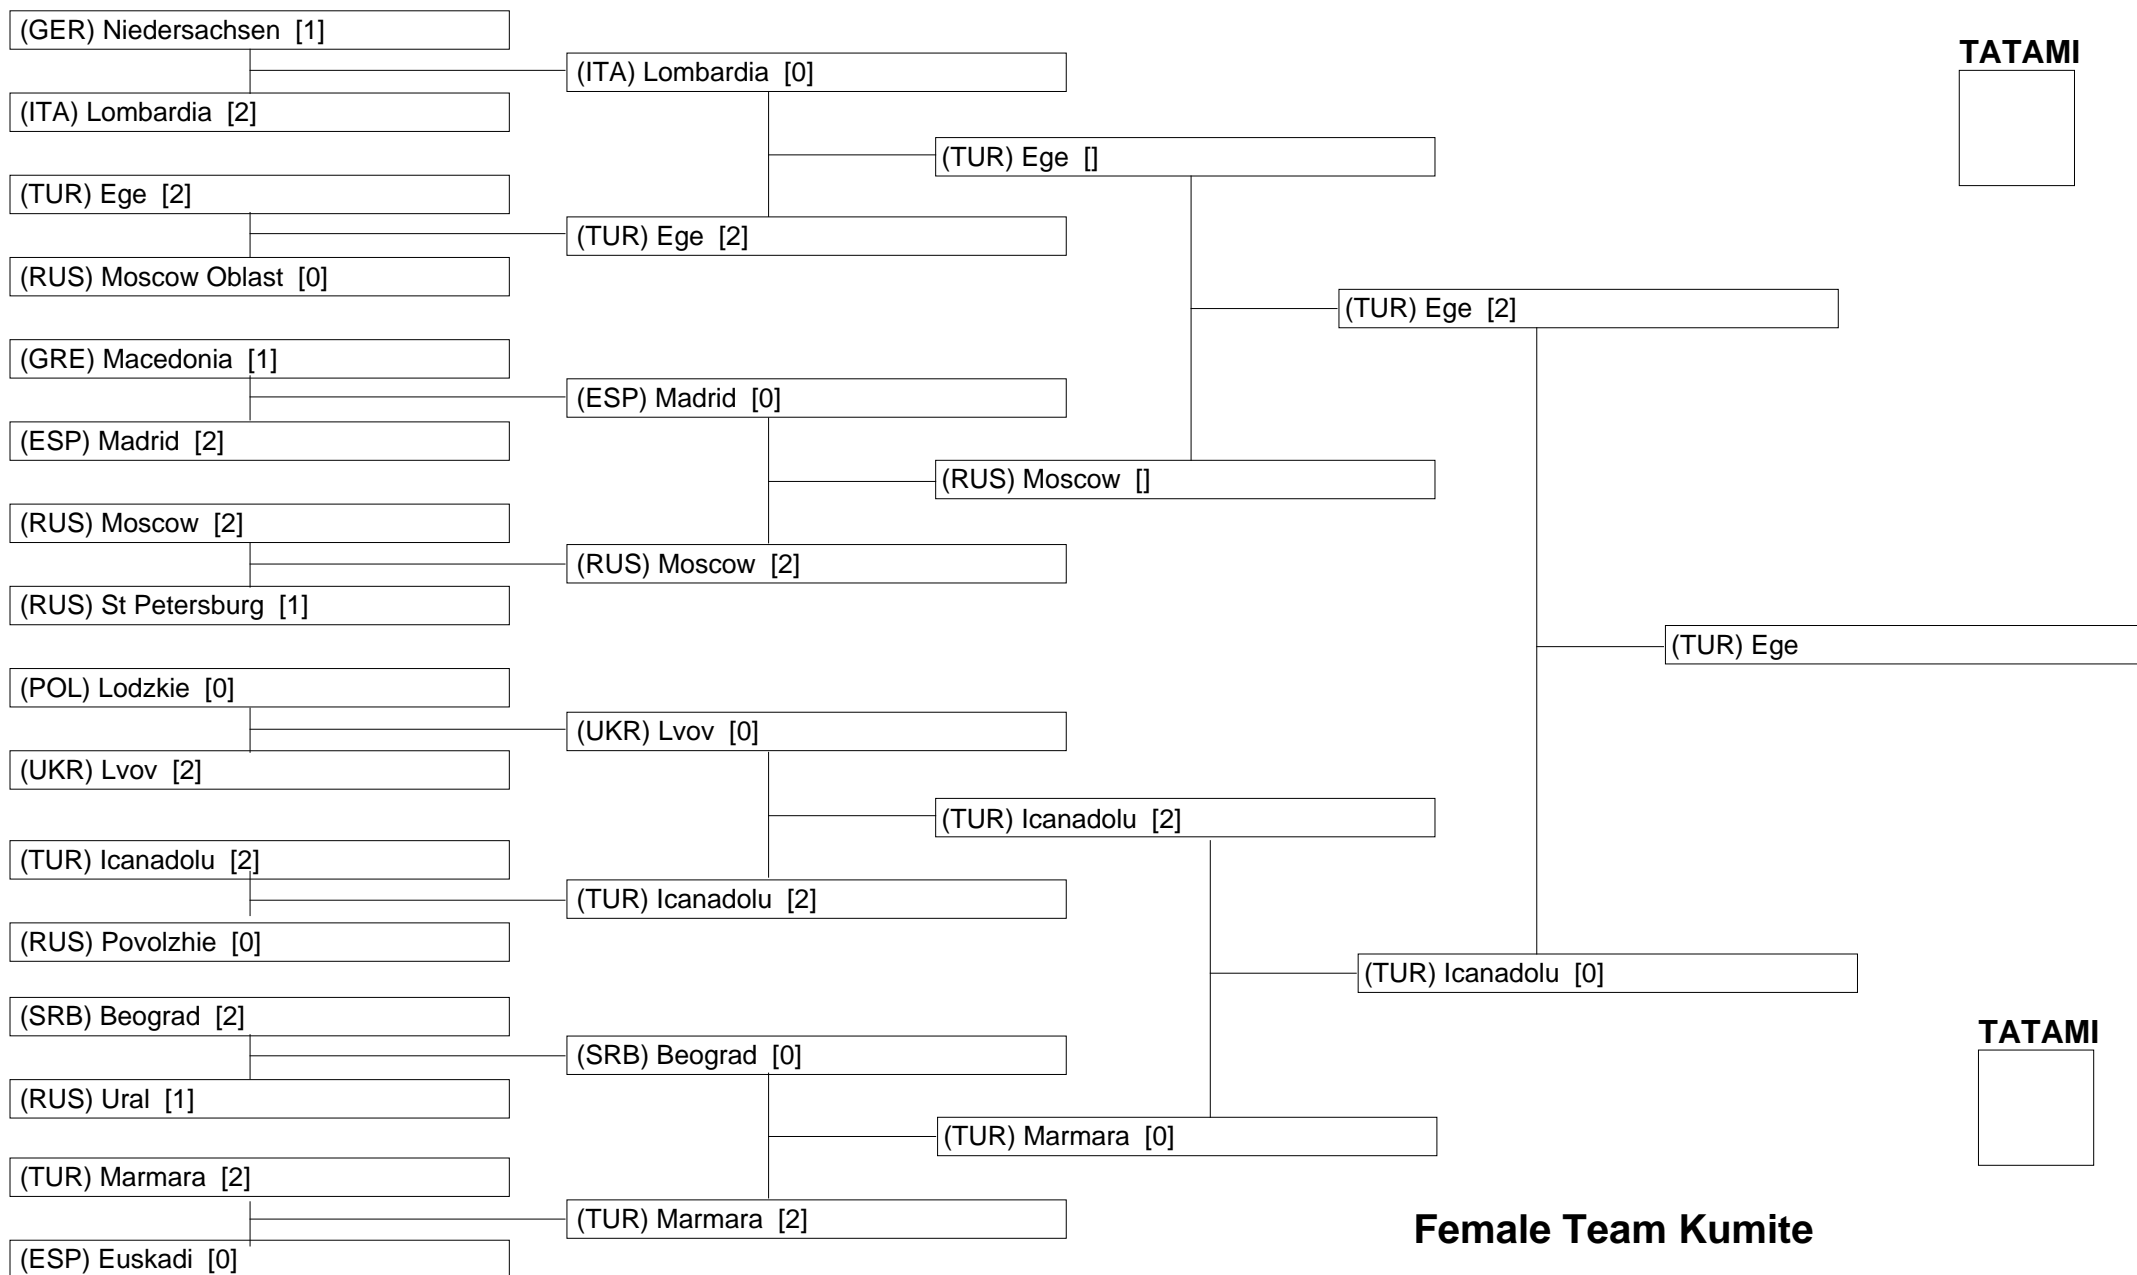 (GER) Niedersachsen [1]
(ITA) Lombardia [2]
(TUR) Ege [2]
(RUS) Moscow Oblast [0]
(GRE) Macedonia [1]
(ESP) Madrid [2]
(RUS) Moscow [2]
(RUS) St Petersburg [1]
(POL) Lodzkie [0]
(UKR) Lvov [2]
(TUR) Icanadolu [2]
(RUS) Povolzhie [0]
(SRB) Beograd [2]
(RUS) Ural [1]
(TUR) Marmara [2]
(ESP) Euskadi [0]
(ITA) Lombardia [0]
(TUR) Ege [2]
(ESP) Madrid [0]
(RUS) Moscow [2]
(UKR) Lvov [0]
(TUR) Icanadolu [2]
(SRB) Beograd [0]
(TUR) Marmara [2]
(TUR) Ege []
(RUS) Moscow []
(TUR) Icanadolu [2]
(TUR) Marmara [0]
(TUR) Ege [2]
(TUR) Icanadolu [0]
(TUR) Ege
TATAMI
TATAMI
Female Team Kumite